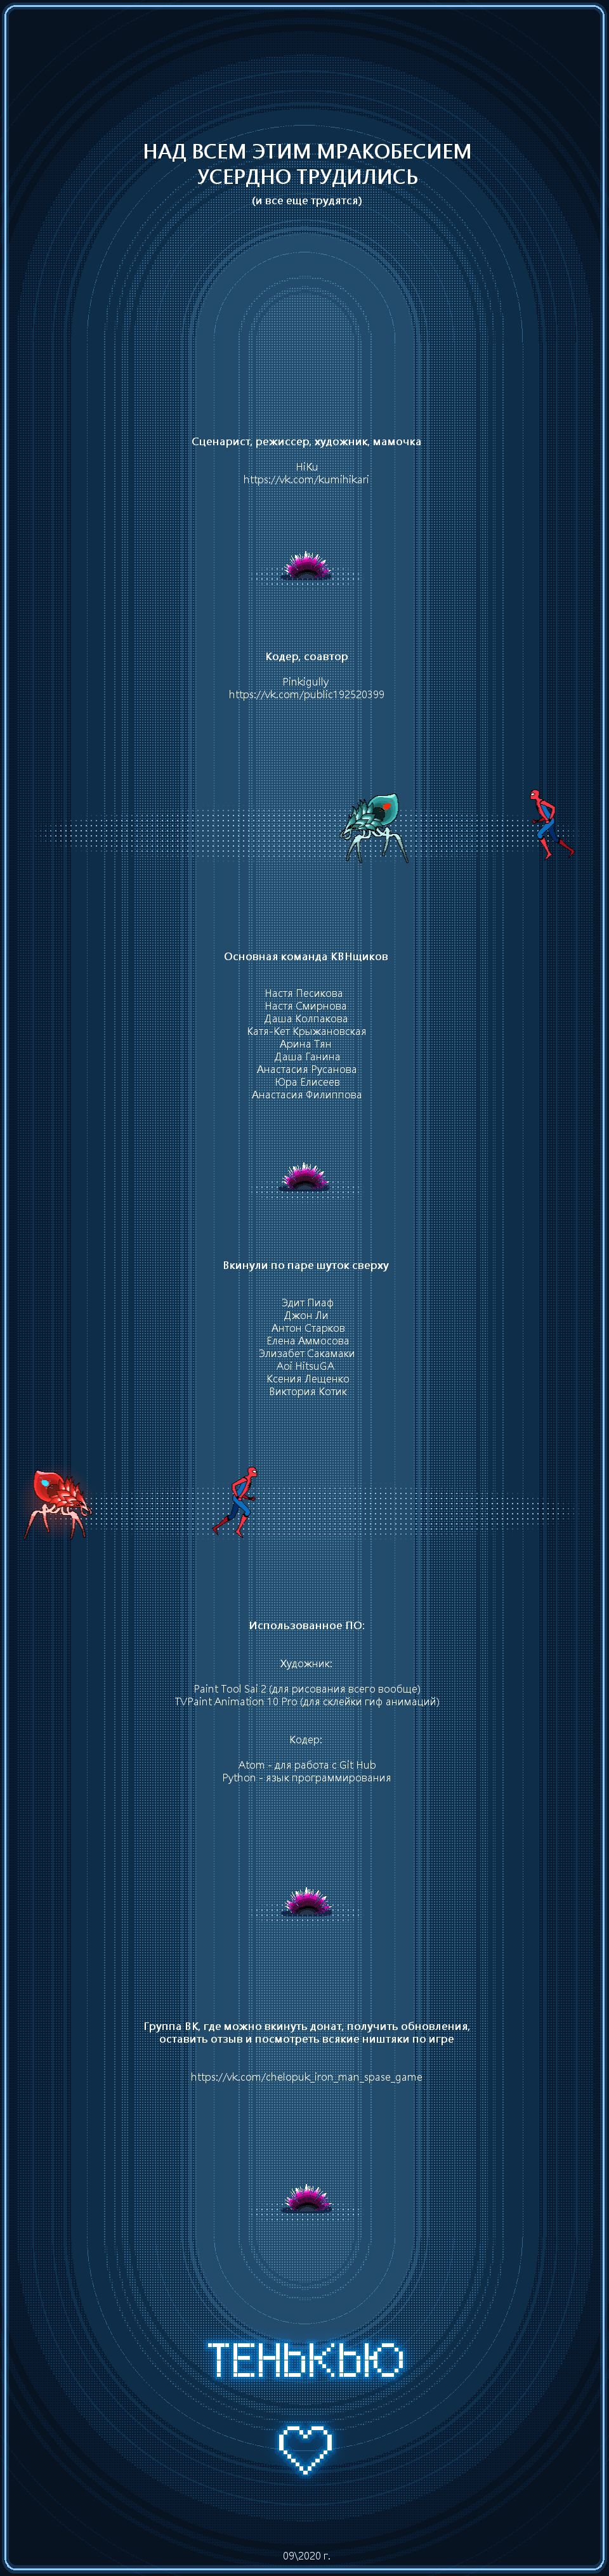 НАД ВСЕМ ЭТИМ МРАКОБЕСИЕМ
УСЕРДНО ТРУДИЛИСЬ
(и все еще трудятся)
Сценарист, режиссер, художник, мамочка
HiKu
https://vk.com/kumihikari
Кодер, соавтор
Pinkigully
https://vk.com/public192520399
Основная команда КВНщиков
Настя Песикова
Настя Смирнова
Даша Колпакова
Катя-Кет Крыжановская
Арина Тян
Даша Ганина
Анастасия Русанова
Юра Елисеев
Анастасия Филиппова
Вкинули по паре шуток сверху
Эдит Пиаф
Джон Ли
Антон Старков
Елена Аммосова
Элизабет Сакамаки
Aoi HitsuGA
Ксения Лещенко
Виктория Котик
Использованное ПО:
Художник:
Paint Tool Sai 2 (для рисования всего вообще)
TVPaint Animation 10 Pro (для склейки гиф анимаций)
Кодер:
Atom - для работа с Git Hub
Python - язык программирования
Группа ВК, где можно вкинуть донат, получить обновления,
оставить отзыв и посмотреть всякие ништяки по игре
https://vk.com/chelopuk_iron_man_spase_game
ТЕНЬКЬЮ
09\2020 г.